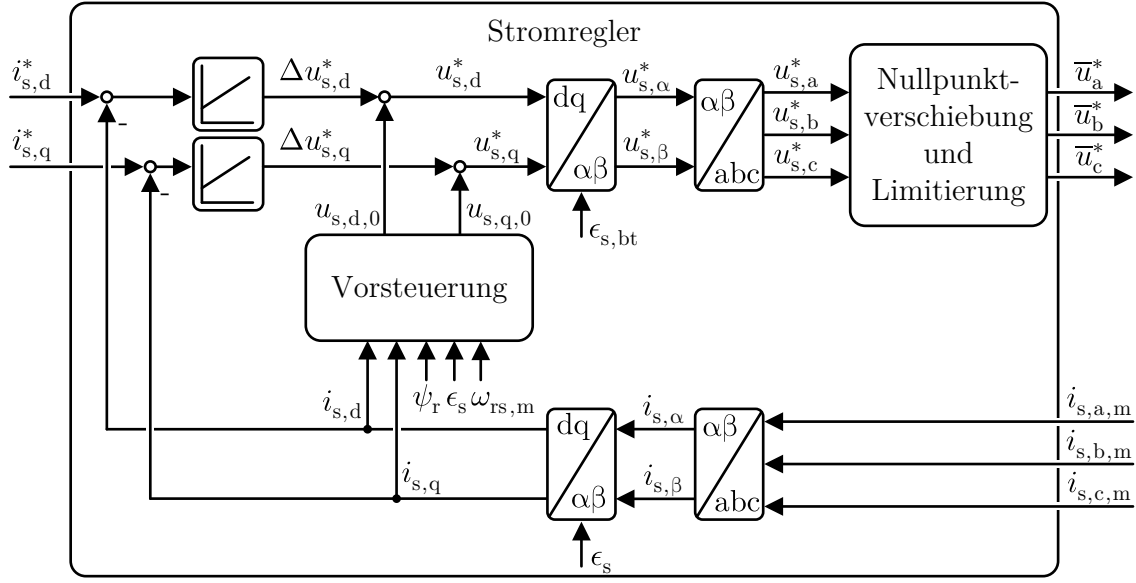 Stromregler
i*s,d
Δu*s,d
u*s,d
dq
αβ
u*s,α
αβ
abc
u*s,a
u*s,b
u*s,c
Nullpunkt-
verschiebung
und
Limitierung
u̅*a
u̅*b
u̅*c
-
i*s,q
Δu*s,q
u*s,q
u*s,β
-
us,d,0
us,q,0
ϵs,bt
Vorsteuerung
is,d
ψr
ϵs
ωrs,m
is,q
dq
αβ
is,α
is,β
αβ
abc
is,a,m
is,b,m
is,c,m
ϵs